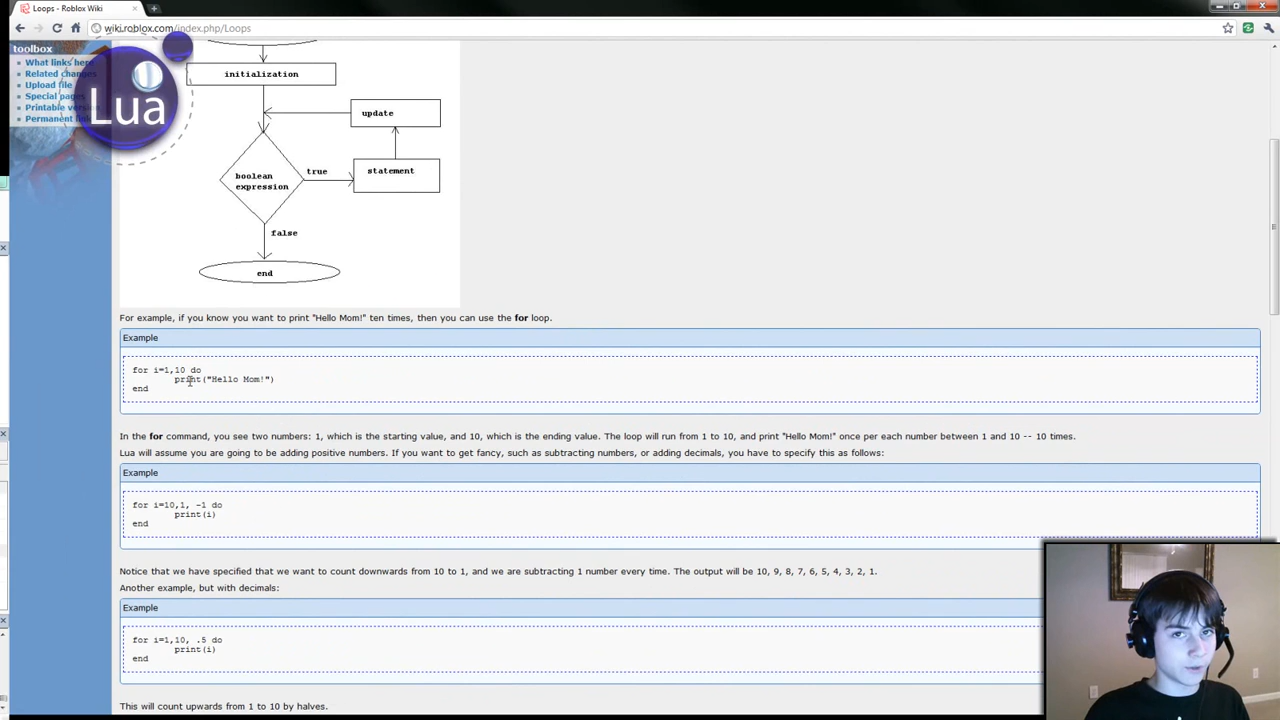 Loops - Roblox Wiki
wiki.roblox.com/index.php/Loops
toolbox
What links here
Related changes
Upload file
Special pages
Printable version
Permanent link
Lua
initialization
update
boolean
expression
true
statement
false
end
For example, if you know you want to print "Hello Mom!" ten times, then you can use the for loop.
Example
for i=1,10 do
print("Hello Mom!")
end
In the for command, you see two numbers: 1, which is the starting value, and 10, which is the ending value. The loop will run from 1 to 10, and print "Hello Mom!" once per each number between 1 and 10 -- 10 times.
Lua will assume you are going to be adding positive numbers. If you want to get fancy, such as subtracting numbers, or adding decimals, you have to specify this as follows:
Example
for i=10,1, -1 do
print(i)
end
Notice that we have specified that we want to count downwards from 10 to 1, and we are subtracting 1 number every time. The output will be 10, 9, 8, 7, 6, 5, 4, 3, 2, 1.
Another example, but with decimals:
Example
for i=1,10, .5 do
print(i)
end
This will count upwards from 1 to 10 by halves.